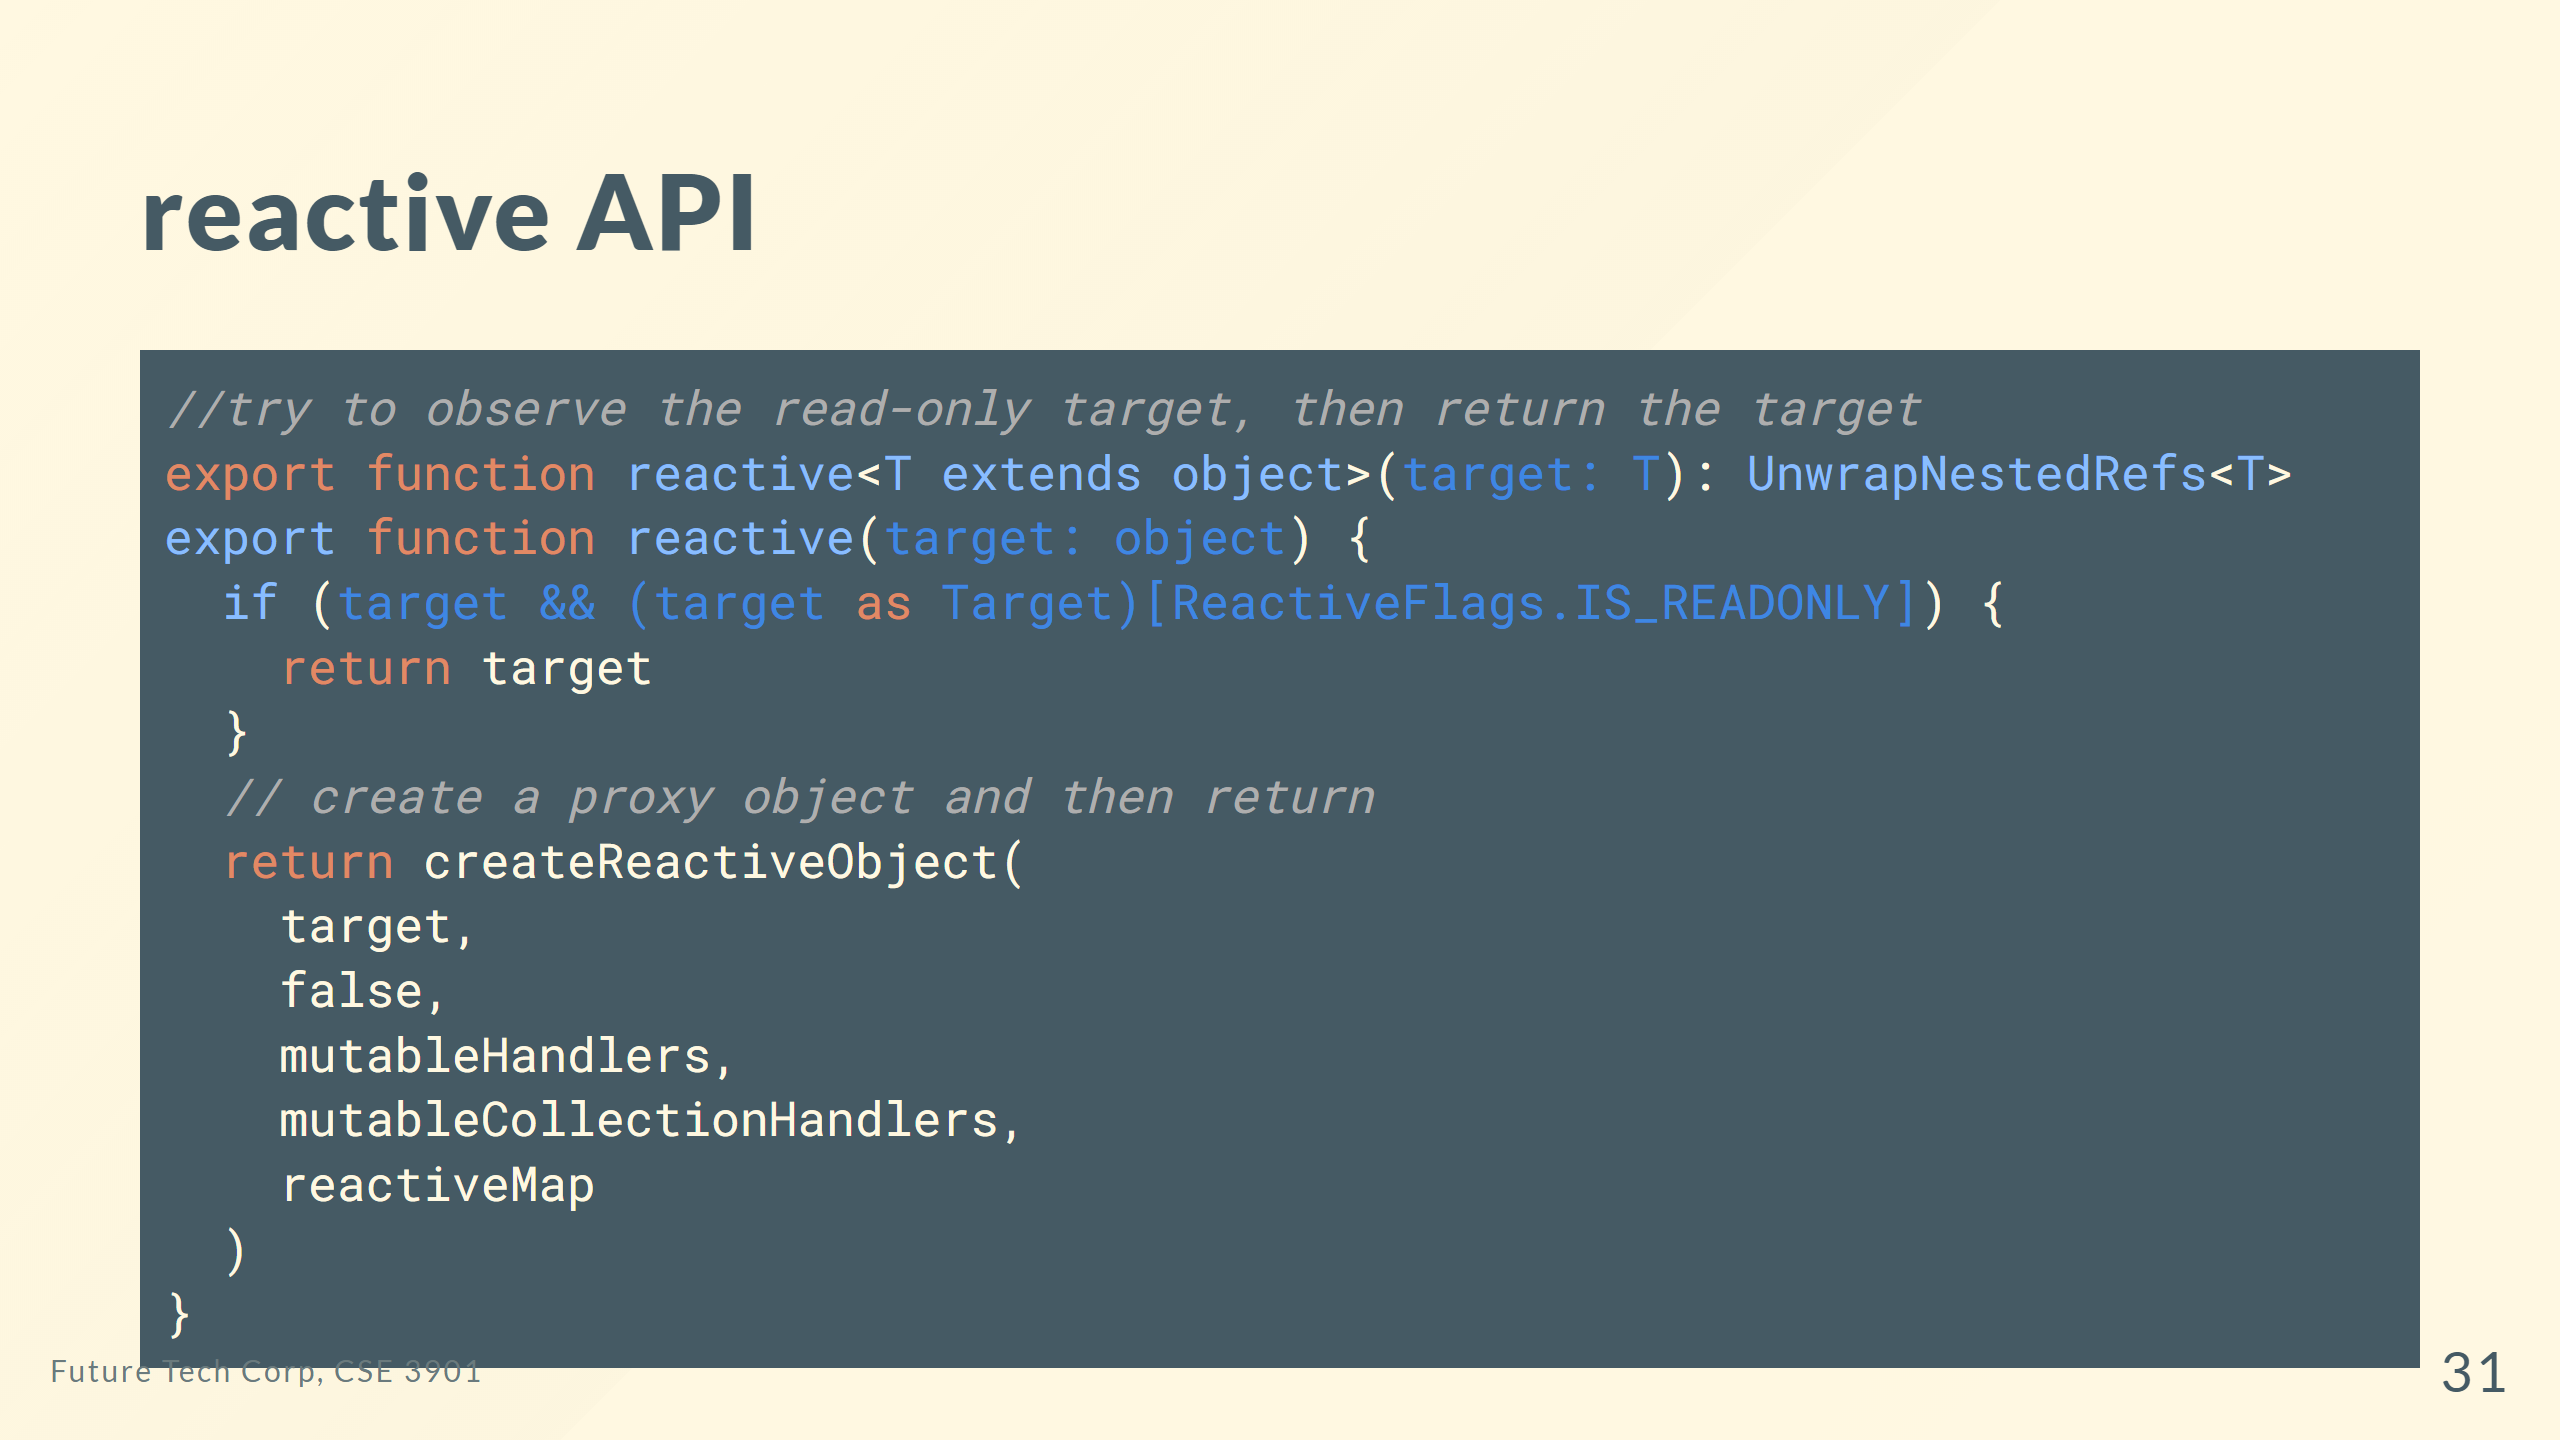 reactive API
//try to observe the read-only target, then return the target
export function reactive<T extends object>(target: T): UnwrapNestedRefs<T>
export function reactive(target: object) {
  if (target && (target as Target)[ReactiveFlags.IS_READONLY]) {
    return target
  }
  // create a proxy object and then return
  return createReactiveObject(
    target,
    false,
    mutableHandlers,
    mutableCollectionHandlers,
    reactiveMap
  )
}
Future Tech Corp, CSE 3901
31